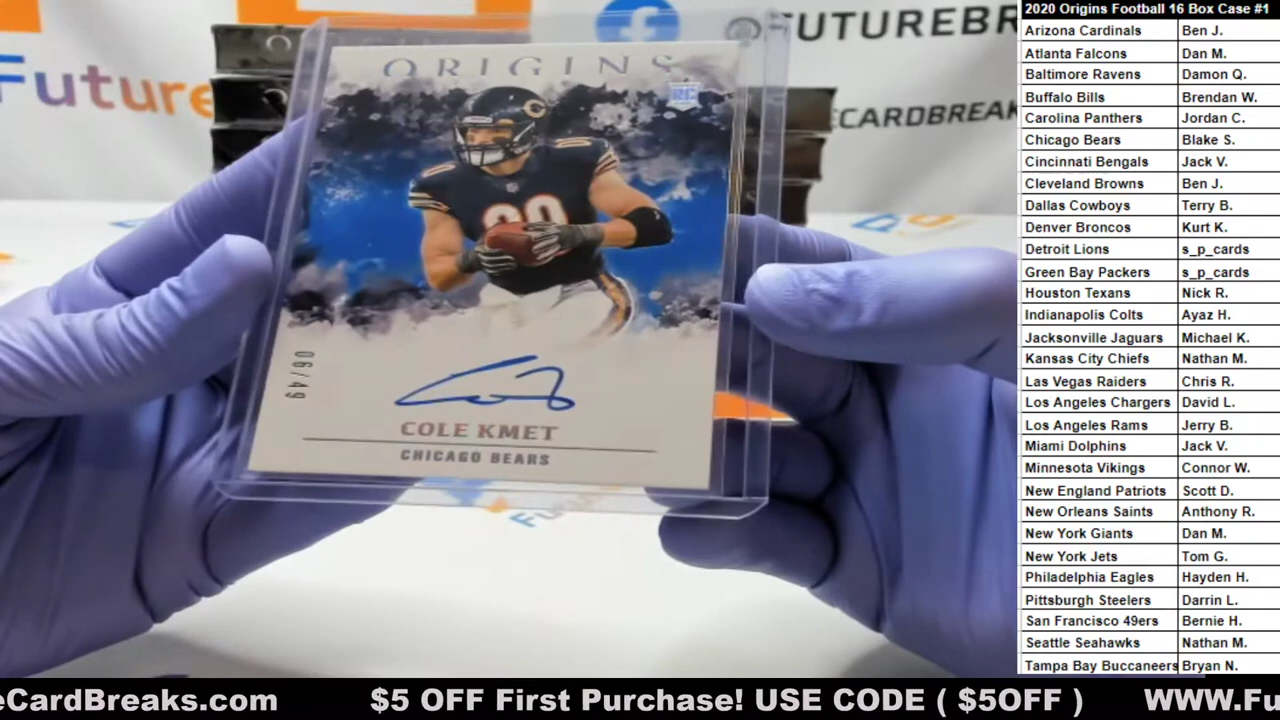 2020 Origins Football 16 Box Case #1
Arizona Cardinals Ben J.
Atlanta Falcons Dan M.
Baltimore Ravens Damon Q.
Buffalo Bills Brendan W.
Carolina Panthers Jordan C.
Chicago Bears Blake S.
Cincinnati Bengals Jack V.
Cleveland Browns Ben J.
Dallas Cowboys Terry B.
Denver Broncos Kurt K.
Detroit Lions s_p_cards
Green Bay Packers s_p_cards
Houston Texans Nick R.
Indianapolis Colts Ayaz H.
Jacksonville Jaguars Michael K.
Kansas City Chiefs Nathan M.
Las Vegas Raiders Chris R.
Los Angeles Chargers David L.
Los Angeles Rams Jerry B.
Miami Dolphins Jack V.
Minnesota Vikings Connor W.
New England Patriots Scott D.
New Orleans Saints Anthony R.
New York Giants Dan M.
New York Jets Tom G.
Philadelphia Eagles Hayden H.
Pittsburgh Steelers Darrin L.
San Francisco 49ers Bernie H.
Seattle Seahawks Nathan M.
Tampa Bay Buccaneers Bryan N.
@FUTUREBR
ECARDBREAKS
Future
ORIGINS
RC
80
06/49
COLE KMET
CHICAGO BEARS
eCardBreaks.com $5 OFF First Purchase! USE CODE ( $5OFF ) WWW.Fu